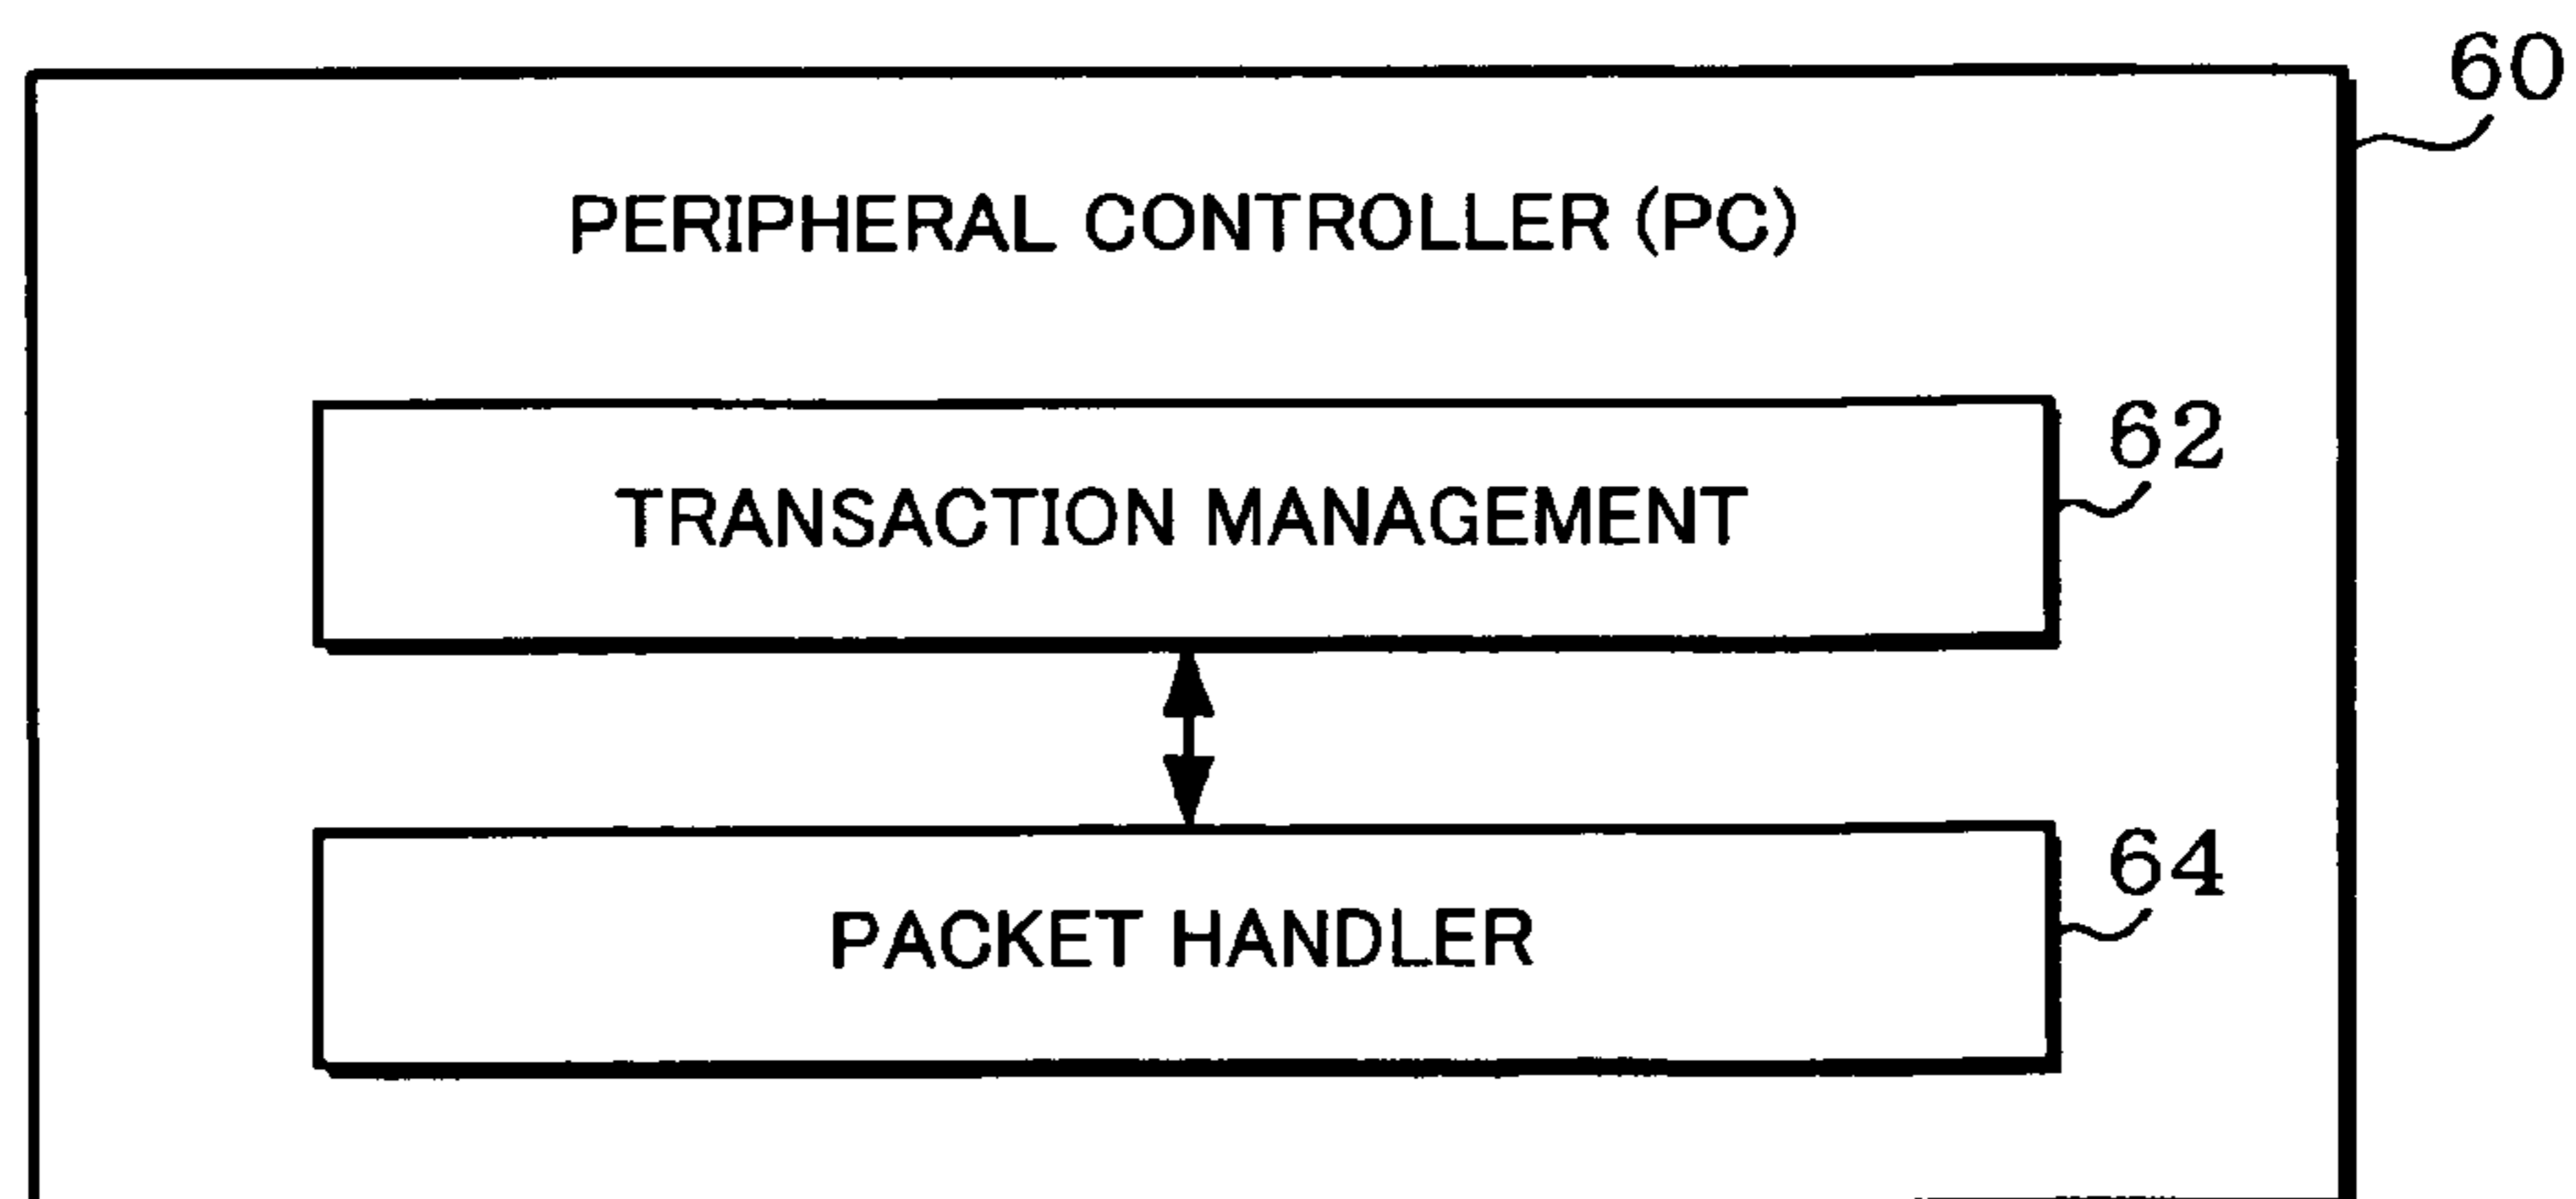 60
PERIPHERAL CONTROLLER (PC)
62
TRANSACTION MANAGEMENT
64
PACKET HANDLER